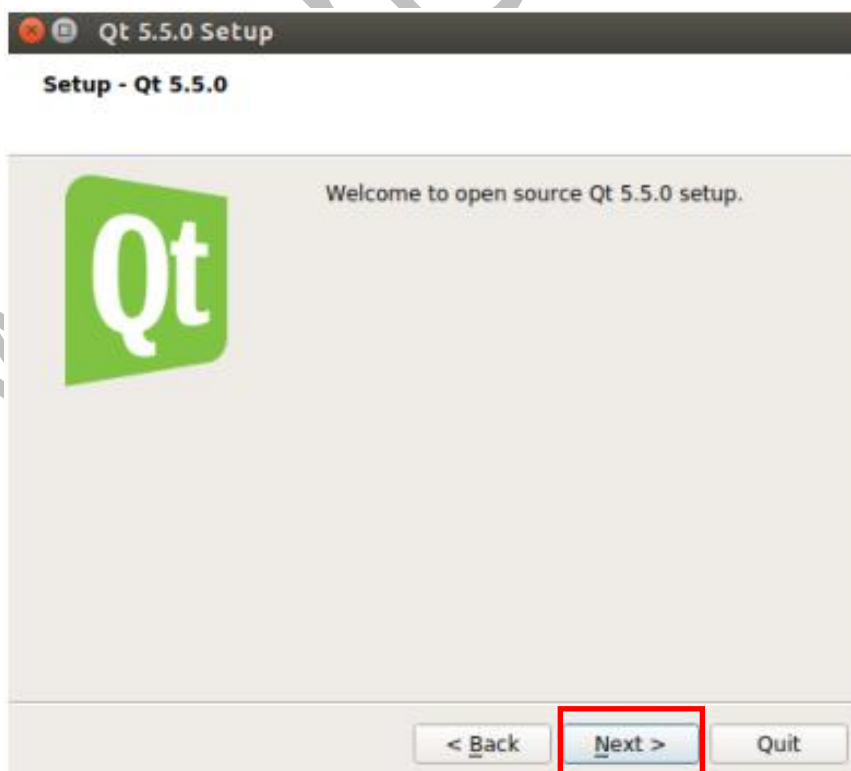 Qt 5.5.0 Setup
Setup - Qt 5.5.0
Qt
Welcome to open source Qt 5.5.0 setup.
< Back
Next >
Quit